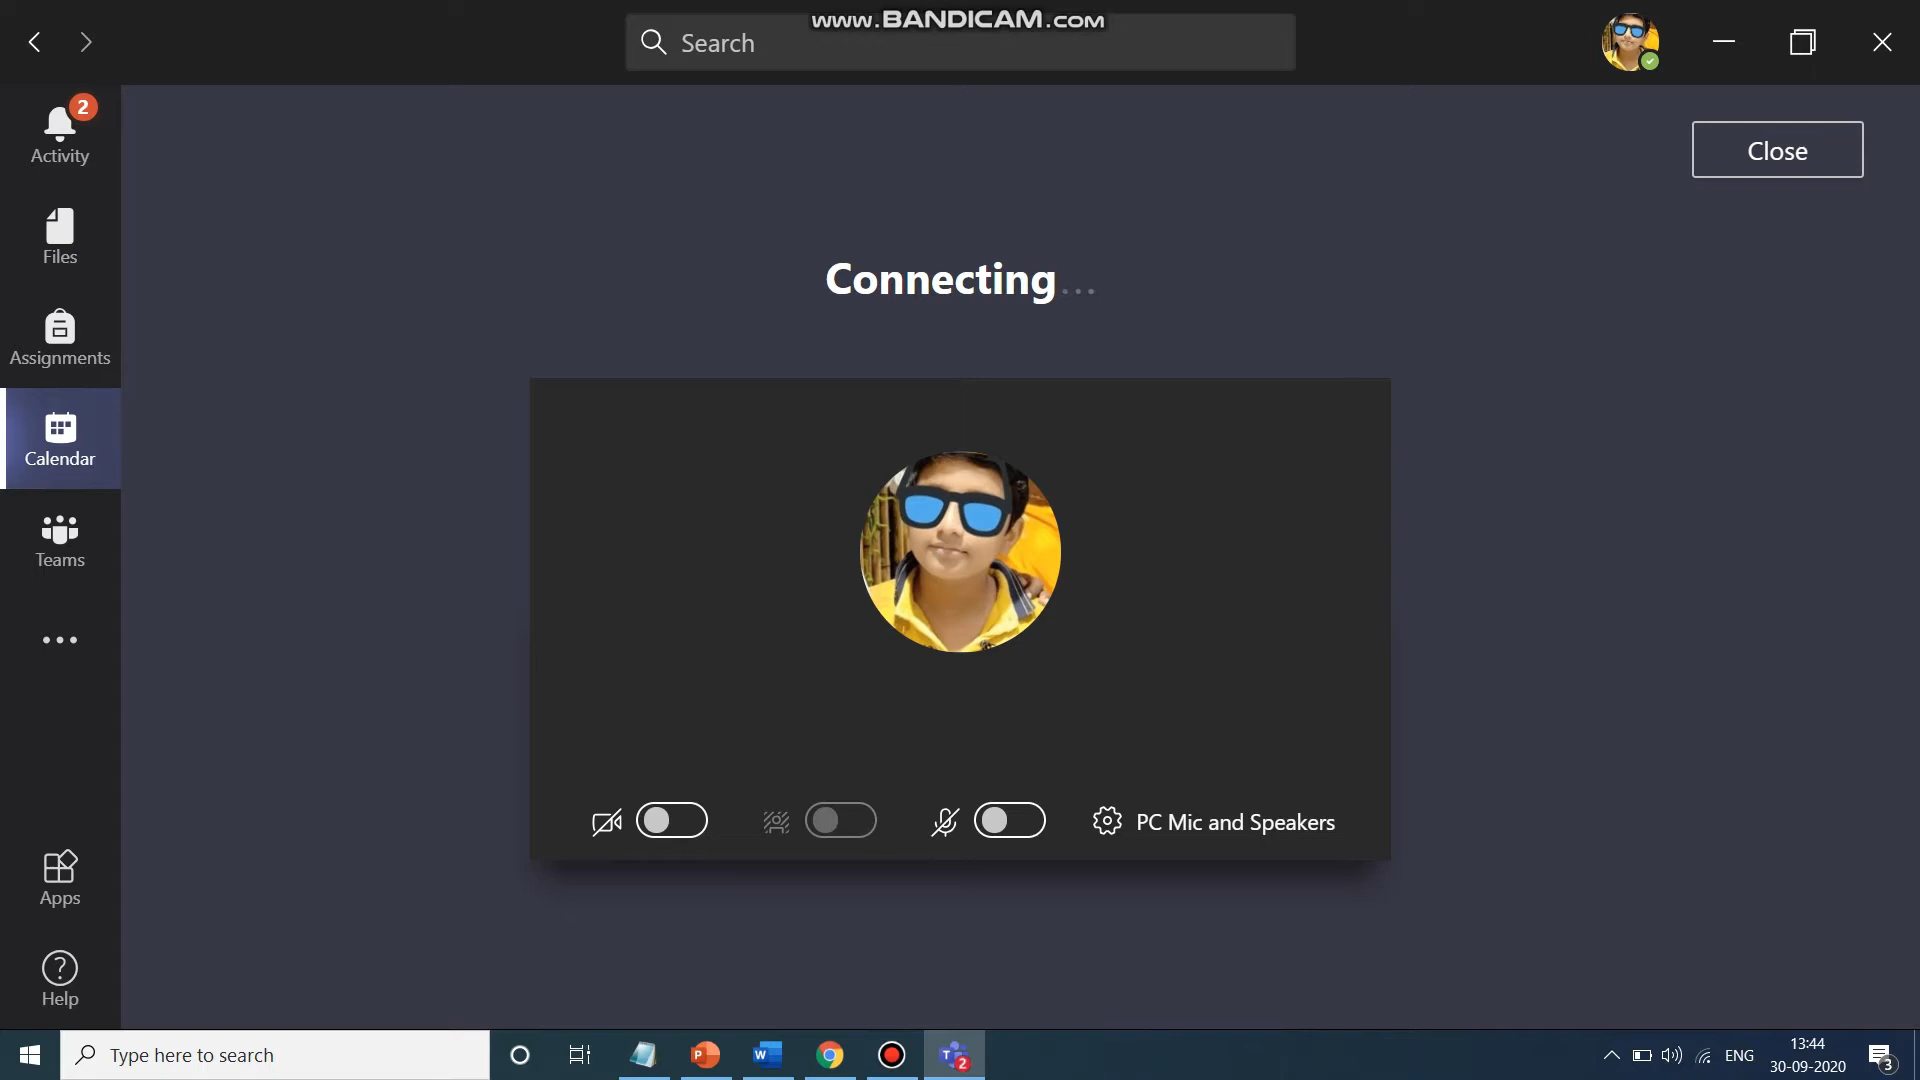 www.BANDICAM.com
Search
2
Activity
Close
Files
Connecting...
Assignments
Calendar
Teams
PC Mic and Speakers
Apps
Help
Type here to search
P
W
T
2
ENG
13:44
30-09-2020
3